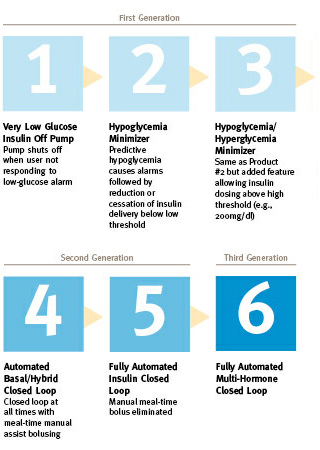 First Generation
1
2
3
Very Low Glucose
Insulin Off Pump
Pump shuts off
when user not
responding to
low-glucose alarm
Hypoglycemia
Minimizer
Predictive
hypoglycemia
causes alarms
followed by
reduction or
cessation of insulin
delivery below low
threshold
Hypoglycemia/
Hyperglycemia
Minimizer
Same as Product
#2 but added feature
allowing insulin
dosing above high
threshold (e.g.,
200mg/dl)
Second Generation
Third Generation
4
5
6
Automated
Basal/Hybrid
Closed Loop
Closed loop at
all times with
meal-time manual
assist bolusing
Fully Automated
Insulin Closed
Loop
Manual meal-time
bolus eliminated
Fully Automated
Multi-Hormone
Closed Loop